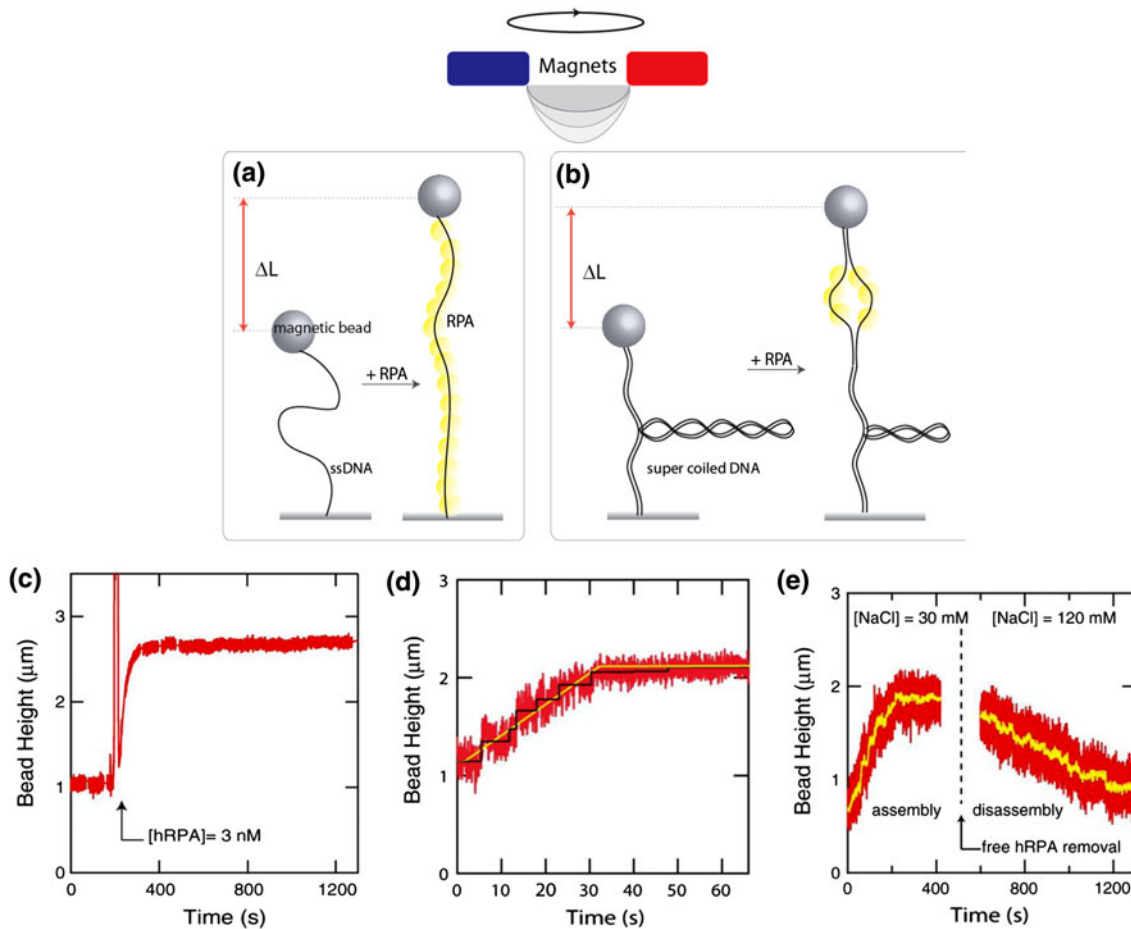 Magnets
(a)
ΔL
magnetic bead
RPA
+ RPA
ssDNA
(b)
ΔL
+ RPA
super coiled DNA
(c)
Bead Height (μm)
3
2
1
0
[hRPA]= 3 nM
0 400 800 1200
Time (s)
(d)
Bead Height (μm)
3
2
1
0
0 10 20 30 40 50 60
Time (s)
(e)
Bead Height (μm)
3
2
1
0
[NaCl] = 30 mM [NaCl] = 120 mM
assembly disassembly
free hRPA removal
0 400 800 1200
Time (s)